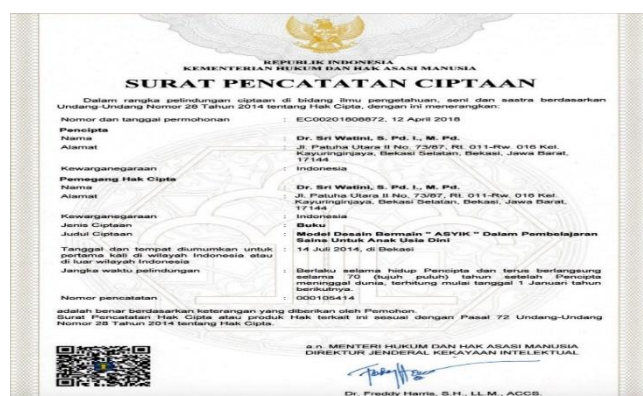 REPUBLIK INDONESIA
KEMENTERIAN HUKUM DAN HAK ASASI MANUSIA
SURAT PENCATATAN CIPTAAN
Dalam rangka pelindungan ciptaan di bidang ilmu pengetahuan, seni dan sastra berdasarkan
Undang-Undang Nomor 28 Tahun 2014 tentang Hak Cipta, dengan ini menerangkan:
Nomor dan tanggal permohonan : EC00201808872, 12 April 2018
Pencipta
Nama : Dr. Sri Watini, S. Pd. I., M. Pd.
Alamat : Jl. Patuha Utara II No. 73/87, Rt. 011-Rw. 016 Kel.
Kayuringinjaya, Bekasi Selatan, Bekasi, Jawa Barat,
17144
Kewarganegaraan : Indonesia
Pemegang Hak Cipta
Nama : Dr. Sri Watini, S. Pd. I., M. Pd.
Alamat : Jl. Patuha Utara II No. 73/87, Rt. 011-Rw. 016 Kel.
Kayuringinjaya, Bekasi Selatan, Bekasi, Jawa Barat,
17144
Kewarganegaraan : Indonesia
Jenis Ciptaan : Buku
Judul Ciptaan : Model Desain Bermain " ASYIK " Dalam Pembelajaran
Sains Untuk Anak Usia Dini
Tanggal dan tempat diumumkan untuk : 14 Juli 2014, di Bekasi
pertama kali di wilayah Indonesia atau
di luar wilayah Indonesia
Jangka waktu pelindungan : Berlaku selama hidup Pencipta dan terus berlangsung
selama 70 (tujuh puluh) tahun setelah Pencipta
meninggal dunia, terhitung mulai tanggal 1 Januari tahun
berikutnya.
Nomor pencatatan : 000105414
adalah benar berdasarkan keterangan yang diberikan oleh Pemohon.
Surat Pencatatan Hak Cipta atau produk Hak terkait ini sesuai dengan Pasal 72 Undang-Undang
Nomor 28 Tahun 2014 tentang Hak Cipta.
a.n. MENTERI HUKUM DAN HAK ASASI MANUSIA
DIREKTUR JENDERAL KEKAYAAN INTELEKTUAL
Dr. Freddy Harris, S.H., LL.M., ACCS.